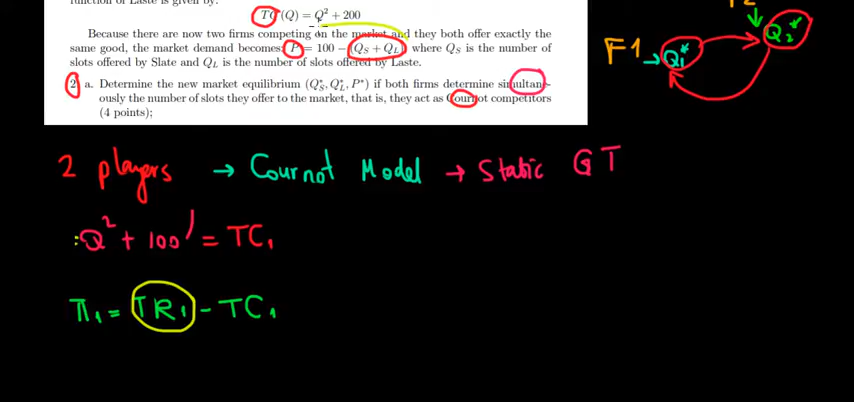 function of Laste is given by
TC (Q) = Q² + 200
Because there are now two firms competing on the market and they both offer exactly the
same good, the market demand becomes: P = 100 − (Q_S + Q_L) where Q_S is the number of
slots offered by Slate and Q_L is the number of slots offered by Laste.
2. a. Determine the new market equilibrium (Q*_S, Q*_L, P*) if both firms determine simultane-
ously the number of slots they offer to the market, that is, they act as Cournot competitors
(4 points);
F1 → Q₁*
Q₂*
2 players → Cournot Model → Static GT
Q² + 100 = TC₁
π₁ = TR₁ − TC₁